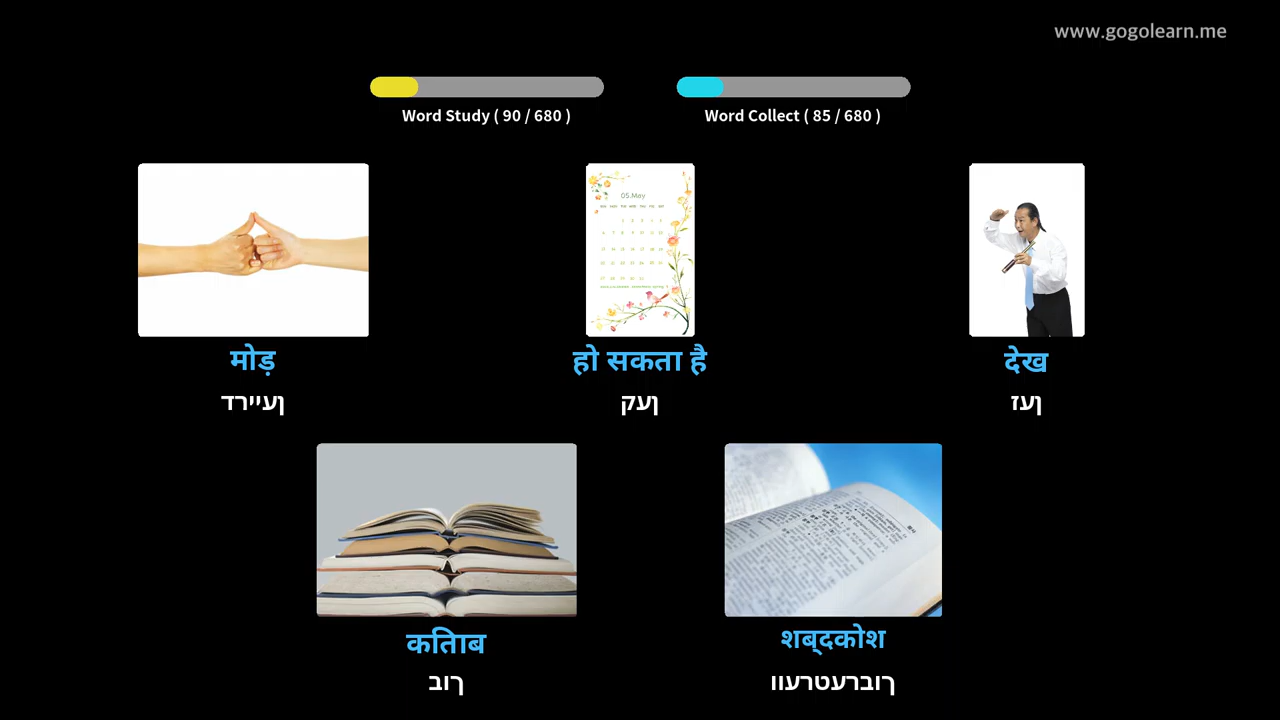 www.gogolearn.me
Word Study ( 90 / 680 )
Word Collect ( 85 / 680 )
05.May
मोड़
हो सकता है
देख
דרייען
קען
זען
कतिाब
शब्‌दकोश
בוך
ווערטערבוך